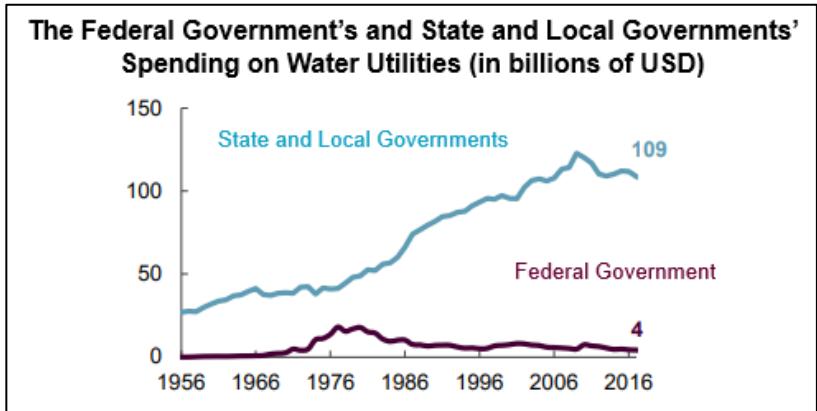 The Federal Government's and State and Local Governments'
Spending on Water Utilities (in billions of USD)
150
State and Local Governments
109
100
50
Federal Government
4
0
1956 1966 1976 1986 1996 2006 2016